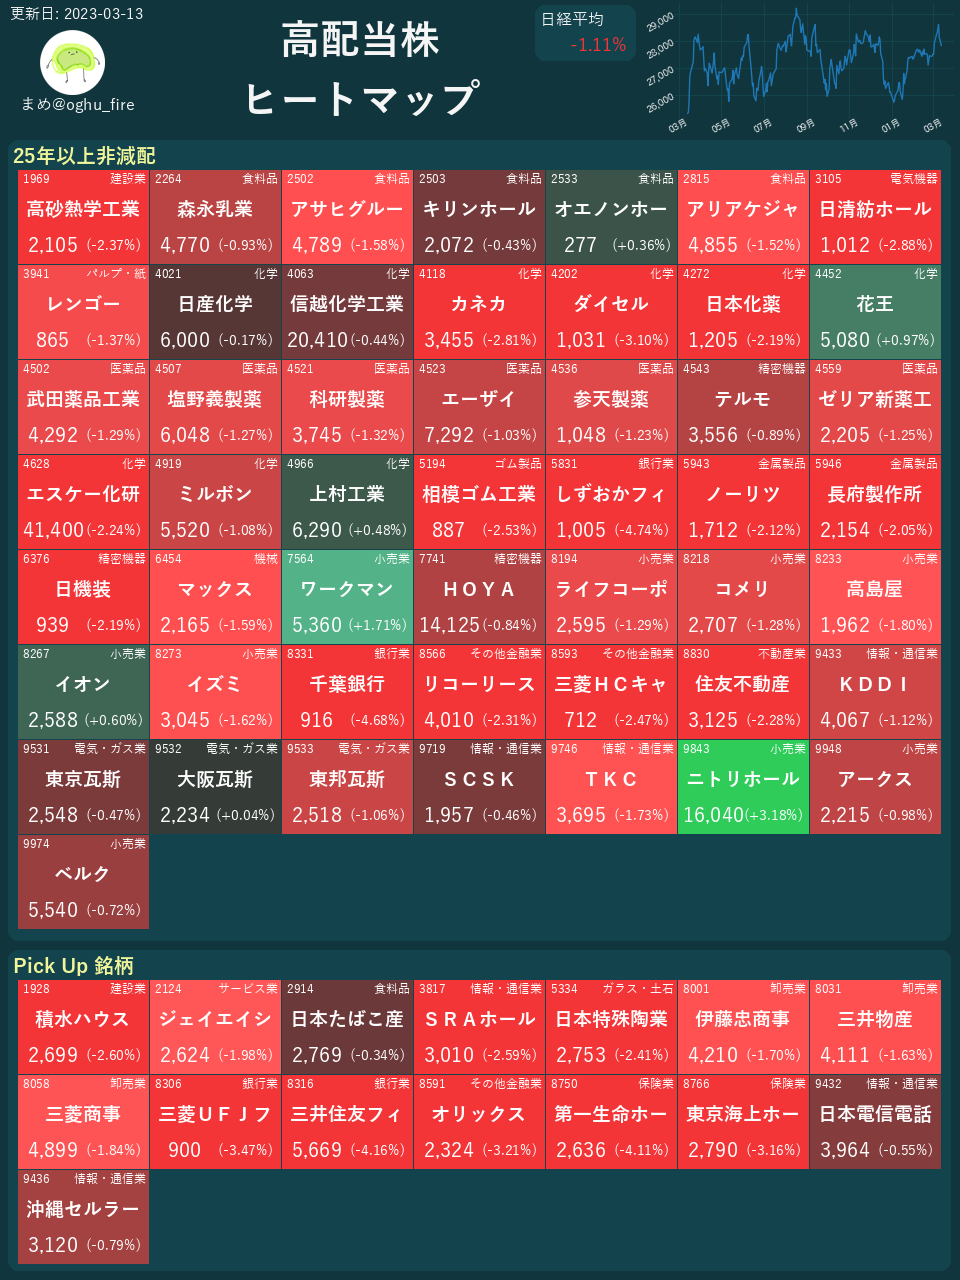 更新日: 2023-03-13
まめ@oghu_fire
高配当株
ヒートマップ
日経平均
-1.11%
29,000
28,000
27,000
26,000
03月 05月 07月 09月 11月 01月 03月
25年以上非減配
1969 建設業 2264 食料品 2502 食料品 2503 食料品 2533 食料品 2815 食料品 3105 電気機器
高砂熱学工業 森永乳業 アサヒグルー キリンホール オエノンホー アリアケジャ 日清紡ホール
2,105 (-2.37%) 4,770 (-0.93%) 4,789 (-1.58%) 2,072 (-0.43%) 277 (+0.36%) 4,855 (-1.52%) 1,012 (-2.88%)
3941 パルプ・紙 4021 化学 4063 化学 4118 化学 4202 化学 4272 化学 4452 化学
レンゴー 日産化学 信越化学工業 カネカ ダイセル 日本化薬 花王
865 (-1.37%) 6,000 (-0.17%) 20,410 (-0.44%) 3,455 (-2.81%) 1,031 (-3.10%) 1,205 (-2.19%) 5,080 (+0.97%)
4502 医薬品 4507 医薬品 4521 医薬品 4523 医薬品 4536 医薬品 4543 精密機器 4559 医薬品
武田薬品工業 塩野義製薬 科研製薬 エーザイ 参天製薬 テルモ ゼリア新薬工
4,292 (-1.29%) 6,048 (-1.27%) 3,745 (-1.32%) 7,292 (-1.03%) 1,048 (-1.23%) 3,556 (-0.89%) 2,205 (-1.25%)
4628 化学 4919 化学 4966 化学 5194 ゴム製品 5831 銀行業 5943 金属製品 5946 金属製品
エスケー化研 ミルボン 上村工業 相模ゴム工業 しずおかフィ ノーリツ 長府製作所
41,400 (-2.24%) 5,520 (-1.08%) 6,290 (+0.48%) 887 (-2.53%) 1,005 (-4.74%) 1,712 (-2.12%) 2,154 (-2.05%)
6376 精密機器 6454 機械 7564 小売業 7741 精密機器 8194 小売業 8218 小売業 8233 小売業
日機装 マックス ワークマン ＨＯＹＡ ライフコーポ コメリ 高島屋
939 (-2.19%) 2,165 (-1.59%) 5,360 (+1.71%) 14,125 (-0.84%) 2,595 (-1.29%) 2,707 (-1.28%) 1,962 (-1.80%)
8267 小売業 8273 小売業 8331 銀行業 8566 その他金融業 8593 その他金融業 8830 不動産業 9433 情報・通信業
イオン イズミ 千葉銀行 リコーリース 三菱ＨＣキャ 住友不動産 ＫＤＤＩ
2,588 (+0.60%) 3,045 (-1.62%) 916 (-4.68%) 4,010 (-2.31%) 712 (-2.47%) 3,125 (-2.28%) 4,067 (-1.12%)
9531 電気・ガス業 9532 電気・ガス業 9533 電気・ガス業 9719 情報・通信業 9746 情報・通信業 9843 小売業 9948 小売業
東京瓦斯 大阪瓦斯 東邦瓦斯 ＳＣＳＫ ＴＫＣ ニトリホール アークス
2,548 (-0.47%) 2,234 (+0.04%) 2,518 (-1.06%) 1,957 (-0.46%) 3,695 (-1.73%) 16,040 (+3.18%) 2,215 (-0.98%)
9974 小売業
ベルク
5,540 (-0.72%)
Pick Up 銘柄
1928 建設業 2124 サービス業 2914 食料品 3817 情報・通信業 5334 ガラス・土石 8001 卸売業 8031 卸売業
積水ハウス ジェイエイシ 日本たばこ産 ＳＲＡホール 日本特殊陶業 伊藤忠商事 三井物産
2,699 (-2.60%) 2,624 (-1.98%) 2,769 (-0.34%) 3,010 (-2.59%) 2,753 (-2.41%) 4,210 (-1.70%) 4,111 (-1.63%)
8058 卸売業 8306 銀行業 8316 銀行業 8591 その他金融業 8750 保険業 8766 保険業 9432 情報・通信業
三菱商事 三菱ＵＦＪフ 三井住友フィ オリックス 第一生命ホー 東京海上ホー 日本電信電話
4,899 (-1.84%) 900 (-3.47%) 5,669 (-4.16%) 2,324 (-3.21%) 2,636 (-4.11%) 2,790 (-3.16%) 3,964 (-0.55%)
9436 情報・通信業
沖縄セルラー
3,120 (-0.79%)